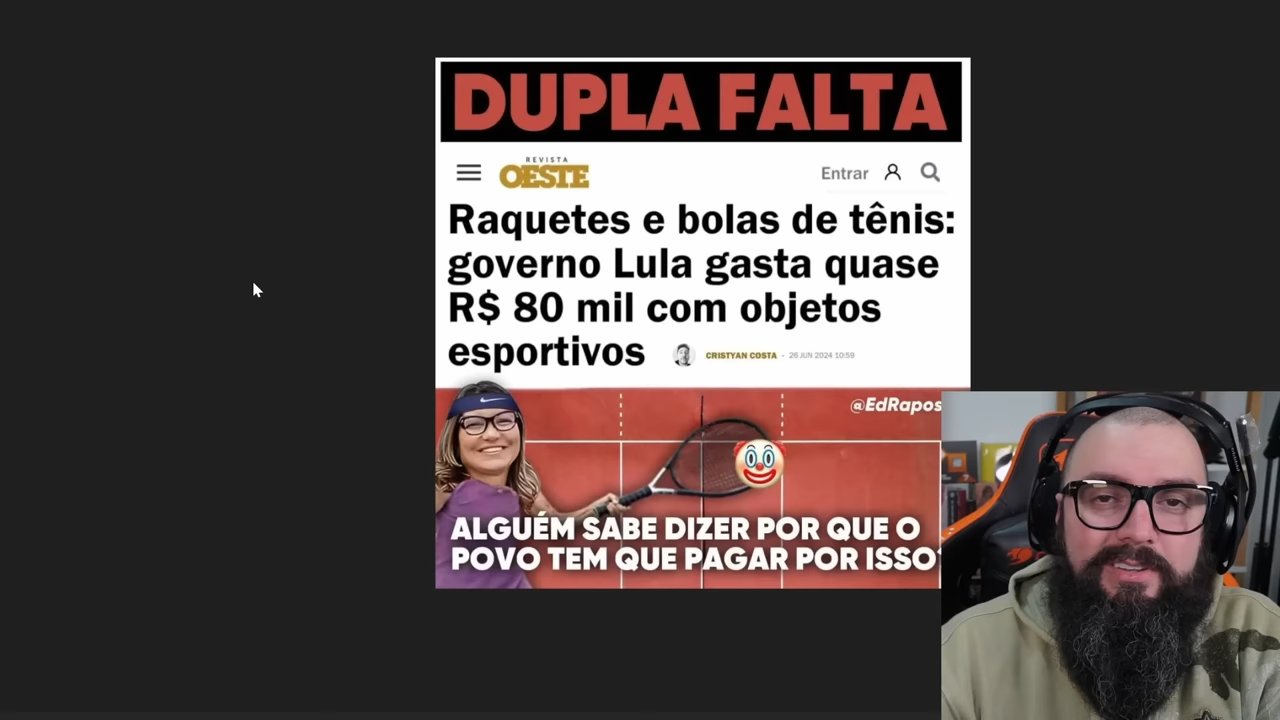 DUPLA FALTA
REVISTA
OESTE
Entrar
Raquetes e bolas de tênis:
governo Lula gasta quase
R$ 80 mil com objetos
esportivos
CRISTYAN COSTA - 26 JUN 2024 10:59
@EdRapos
ALGUÉM SABE DIZER POR QUE O
POVO TEM QUE PAGAR POR ISSO?